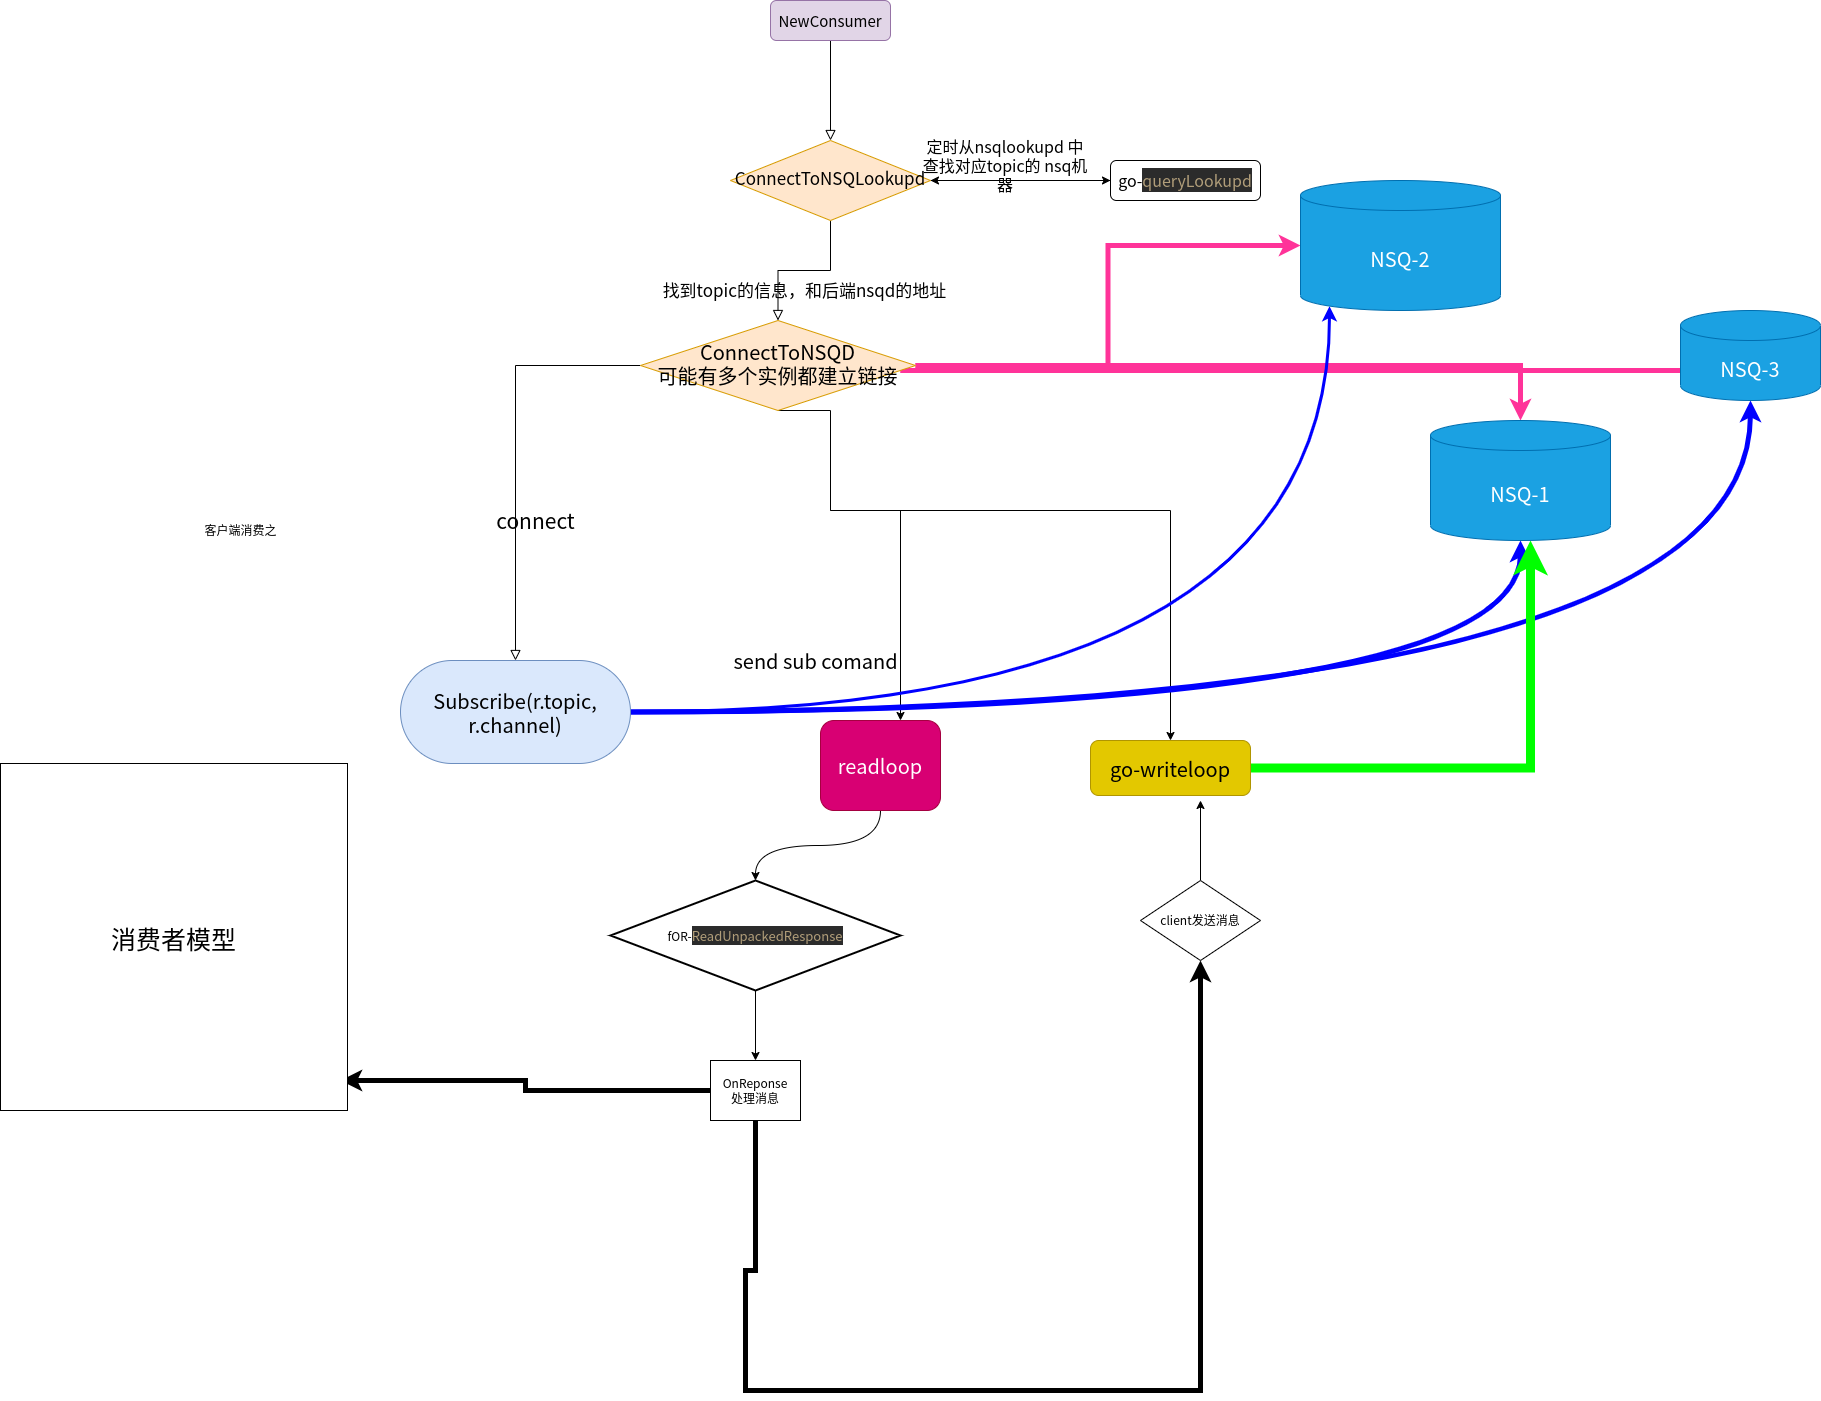 NewConsumer
定时从nsqlookupd 中
查找对应topic的 nsq机
器
ConnectToNSQLookupd
go-queryLookupd
NSQ-2
找到topic的信息，和后端nsqd的地址
ConnectToNSQD
可能有多个实例都建立链接
NSQ-3
NSQ-1
connect
客户端消费之
send sub comand
Subscribe(r.topic,
r.channel)
readloop
go-writeloop
消费者模型
fOR-ReadUnpackedResponse
client发送消息
OnReponse
处理消息